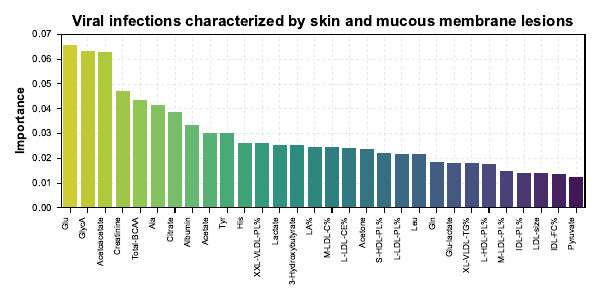 Viral infections characterized by skin and mucous membrane lesions
Importance
0.07
0.06
0.05
0.04
0.03
0.02
0.01
0.00
Glu
GlycA
Acetoacetate
Creatinine
Total-BCAA
Ala
Citrate
Albumin
Acetate
Tyr
His
XXL-VLDL-PL%
Lactate
3-Hydroxybutyrate
LA%
M-LDL-C%
L-LDL-CE%
Acetone
S-HDL-PL%
L-LDL-PL%
Leu
Gln
Glu-lactate
XL-VLDL-TG%
L-HDL-PL%
M-LDL-PL%
IDL-PL%
LDL-size
IDL-FC%
Pyruvate